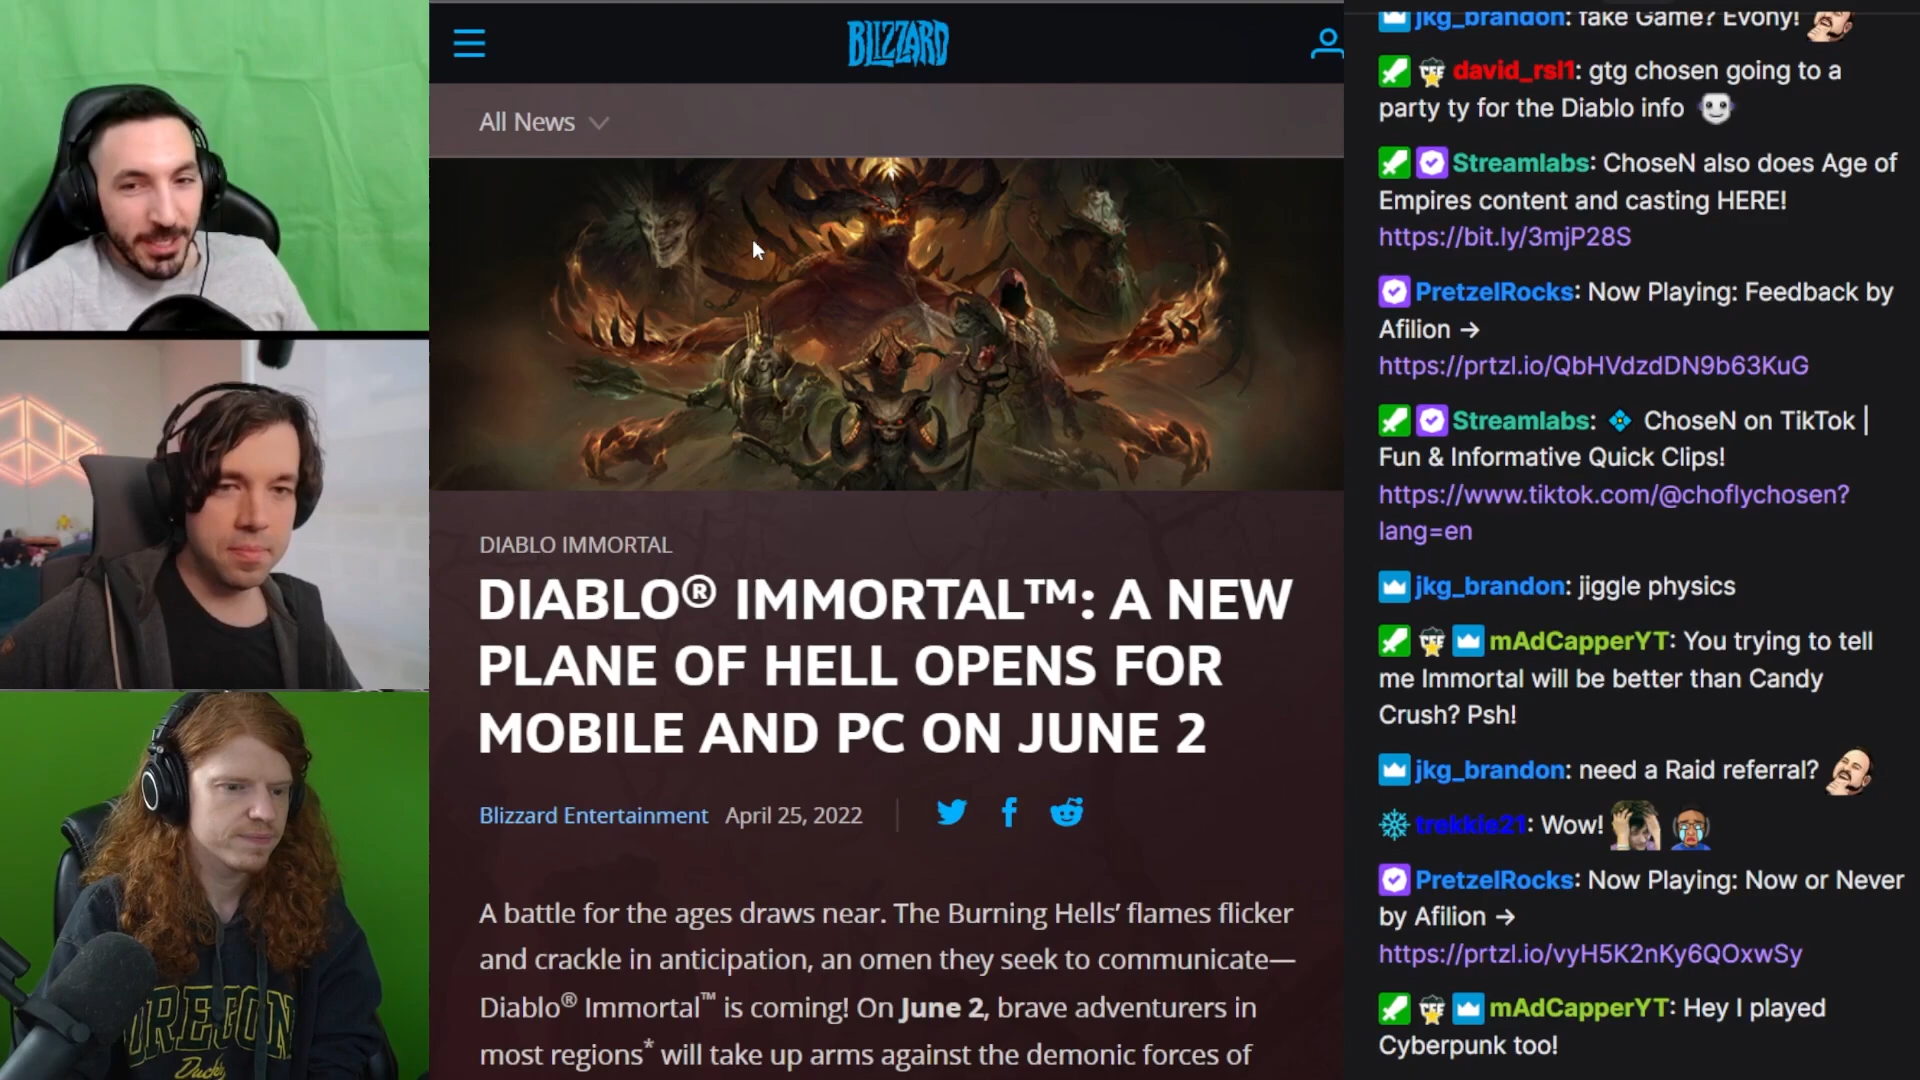 BLIZZARD
All News
DIABLO IMMORTAL
DIABLO® IMMORTAL™: A NEW
PLANE OF HELL OPENS FOR
MOBILE AND PC ON JUNE 2
Blizzard Entertainment April 25, 2022
A battle for the ages draws near. The Burning Hells’ flames flicker
and crackle in anticipation, an omen they seek to communicate—
Diablo® Immortal™ is coming! On June 2, brave adventurers in
most regions* will take up arms against the demonic forces of
OREGON
Ducks
jkg_brandon: fake Game? Evony!
david_rsl1: gtg chosen going to a
party ty for the Diablo info
Streamlabs: ChoseN also does Age of
Empires content and casting HERE!
https://bit.ly/3mjP28S
PretzelRocks: Now Playing: Feedback by
Afilion →
https://prtzl.io/QbHVdzdDN9b63KuG
Streamlabs: ChoseN on TikTok |
Fun & Informative Quick Clips!
https://www.tiktok.com/@choflychosen?
lang=en
jkg_brandon: jiggle physics
mAdCapperYT: You trying to tell
me Immortal will be better than Candy
Crush? Psh!
jkg_brandon: need a Raid referral?
trekkie21: Wow!
PretzelRocks: Now Playing: Now or Never
by Afilion →
https://prtzl.io/vyH5K2nKy6QOxwSy
mAdCapperYT: Hey I played
Cyberpunk too!